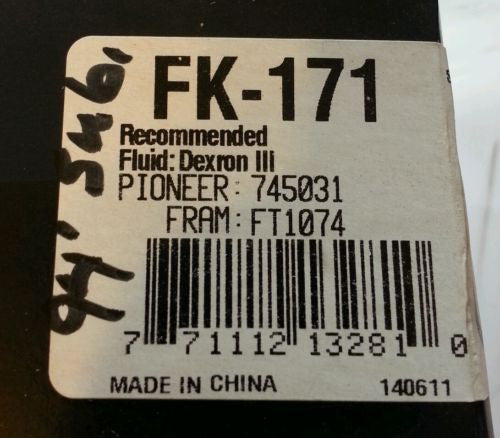 FK-171
Recommended
Fluid: Dexron III
PIONEER: 745031
FRAM: FT1074
7 71112 13281 0
MADE IN CHINA
140611